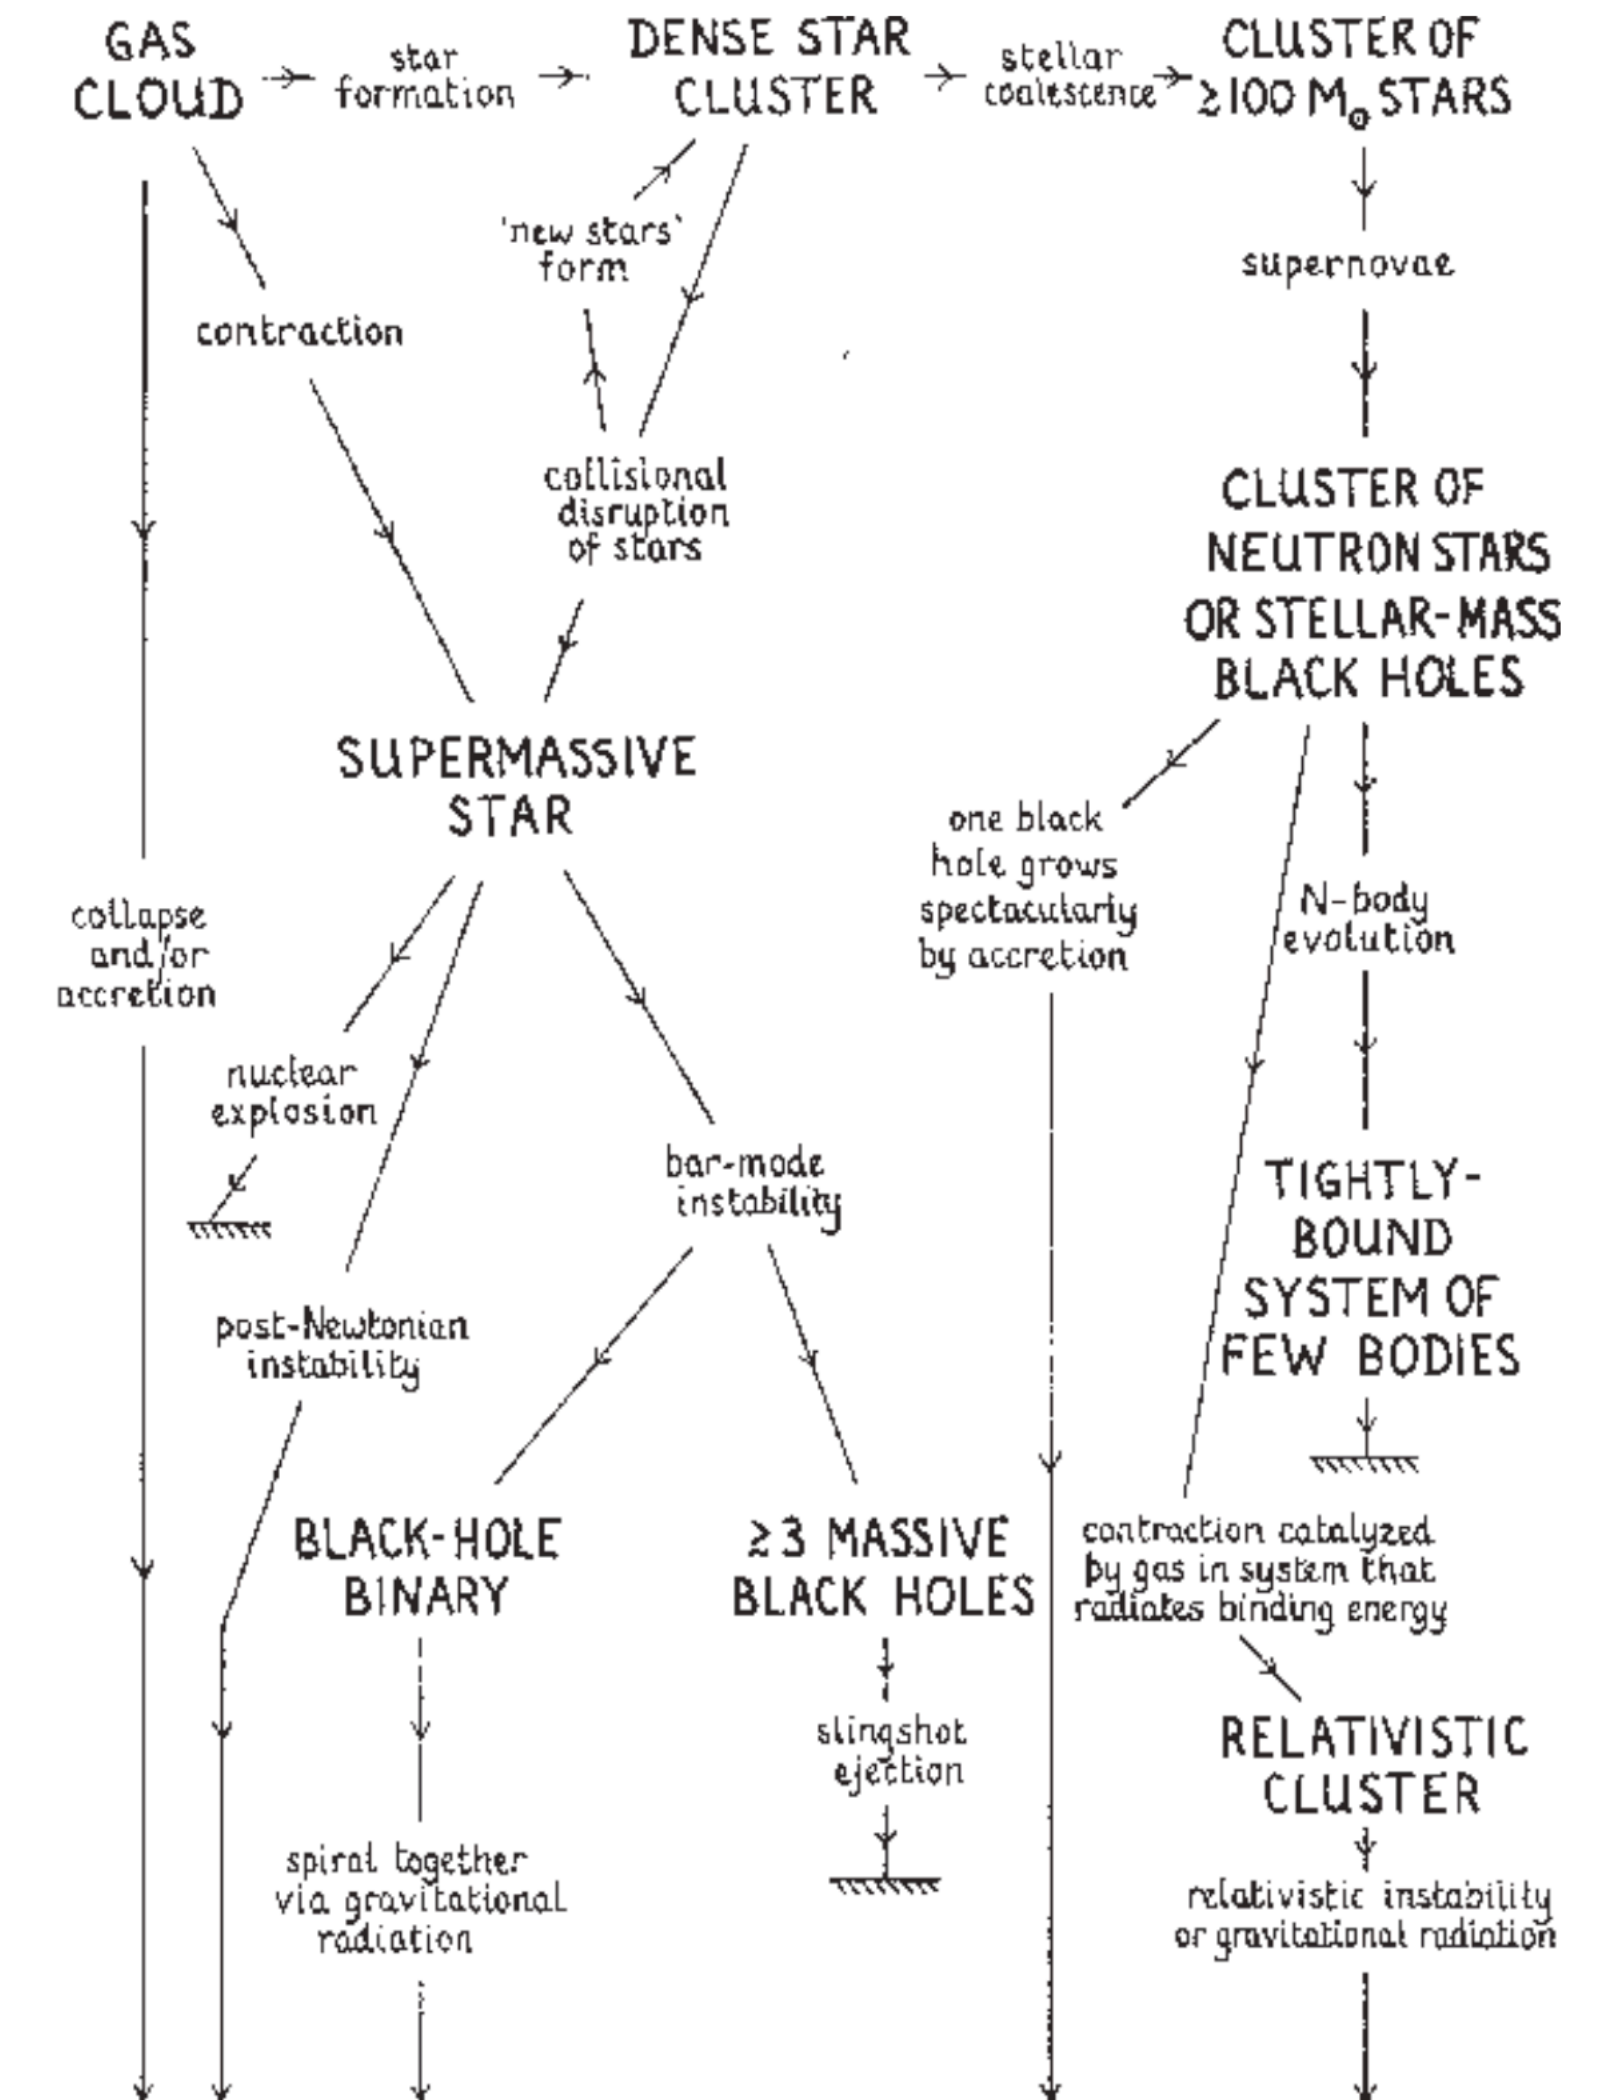 GAS
CLOUD
star
formation
DENSE STAR
CLUSTER
stellar
coalescence
CLUSTER OF
≥100 M⊙ STARS
'new stars'
form
supernovae
contraction
collisional
disruption
of stars
CLUSTER OF
NEUTRON STARS
OR STELLAR-MASS
BLACK HOLES
SUPERMASSIVE
STAR
one black
hole grows
spectacularly
by accretion
N-body
evolution
collapse
and/or
accretion
nuclear
explosion
bar-mode
instability
TIGHTLY-
BOUND
SYSTEM OF
FEW BODIES
post-Newtonian
instability
BLACK-HOLE
BINARY
≥3 MASSIVE
BLACK HOLES
contraction catalyzed
by gas in system that
radiates binding energy
slingshot
ejection
RELATIVISTIC
CLUSTER
spiral together
via gravitational
radiation
relativistic instability
or gravitational radiation